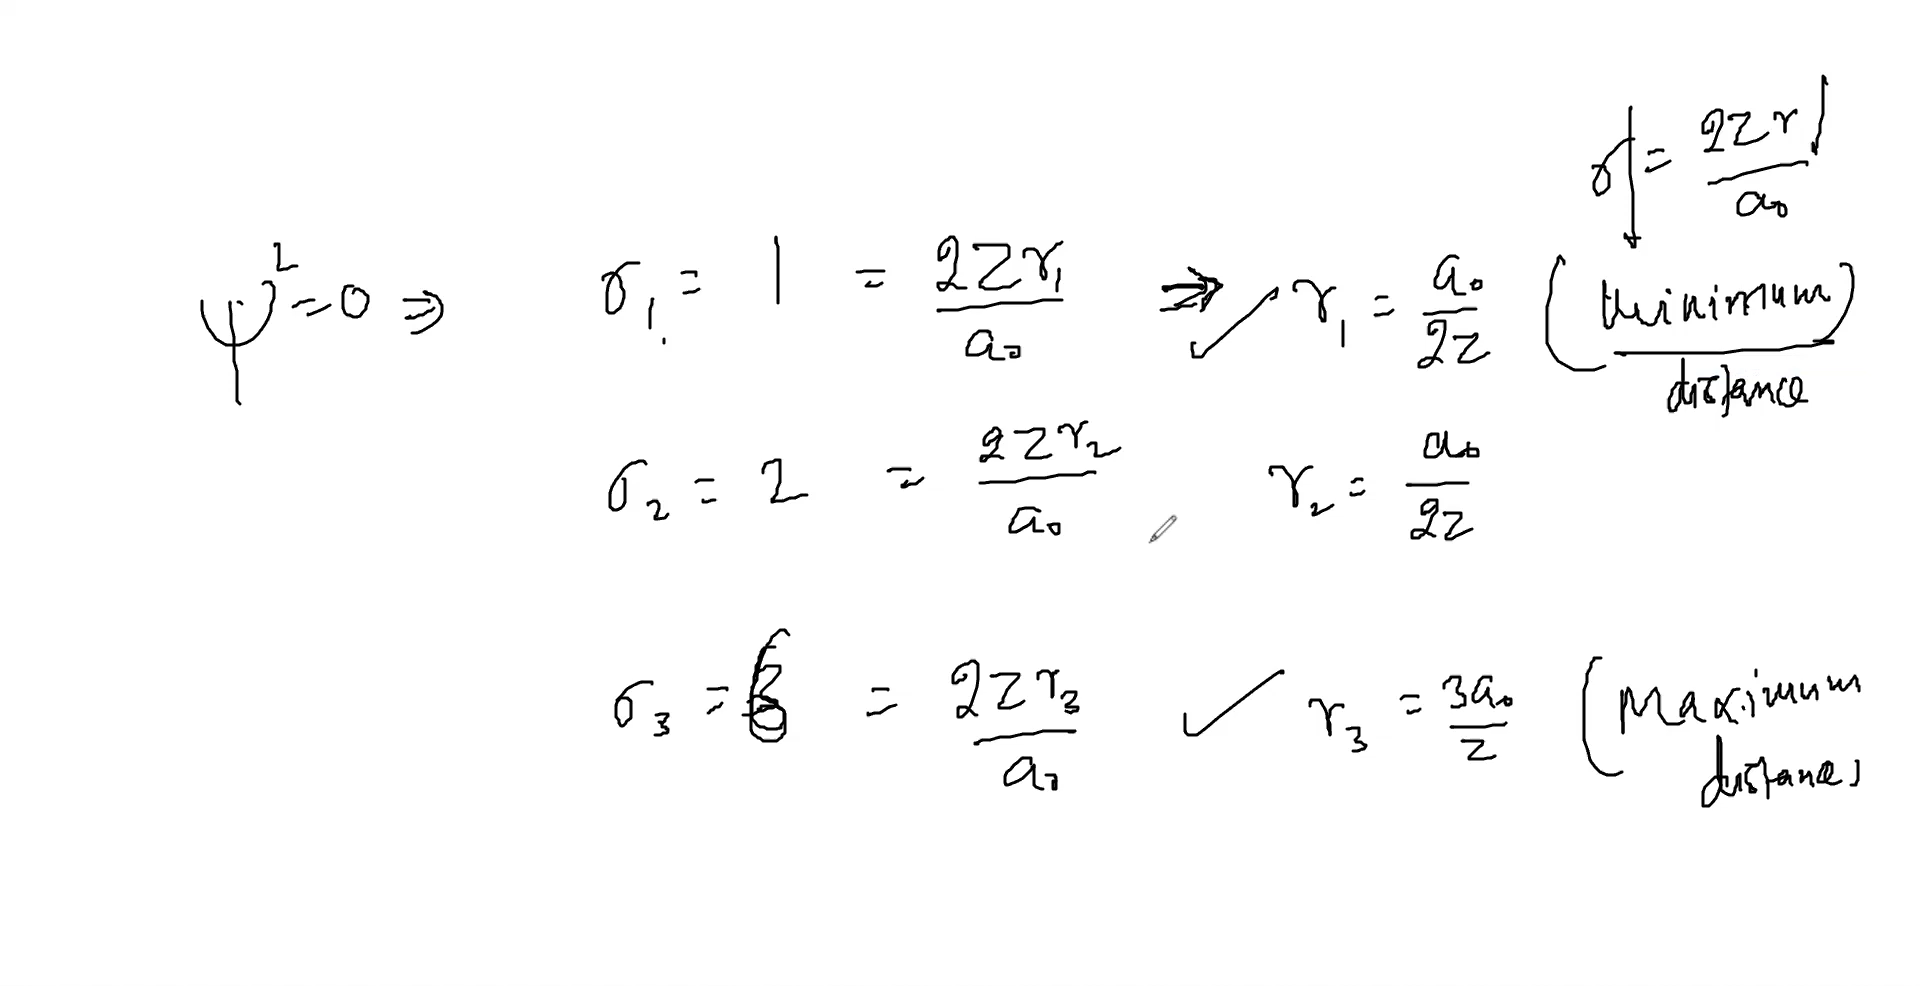 σ = 2Zr / a₀
ψ² = 0 ⇒ σ₁ = 1 = 2Zr₁ / a₀ ⇒ ✓ r₁ = a₀ / 2Z (minimum distance
σ₂ = 2 = 2Zr₂ / a₀ r₂ = a₀ / 2Z
σ₃ = 6 = 2Zr₃ / a₀ ✓ r₃ = 3a₀ / Z (Maximum distance)